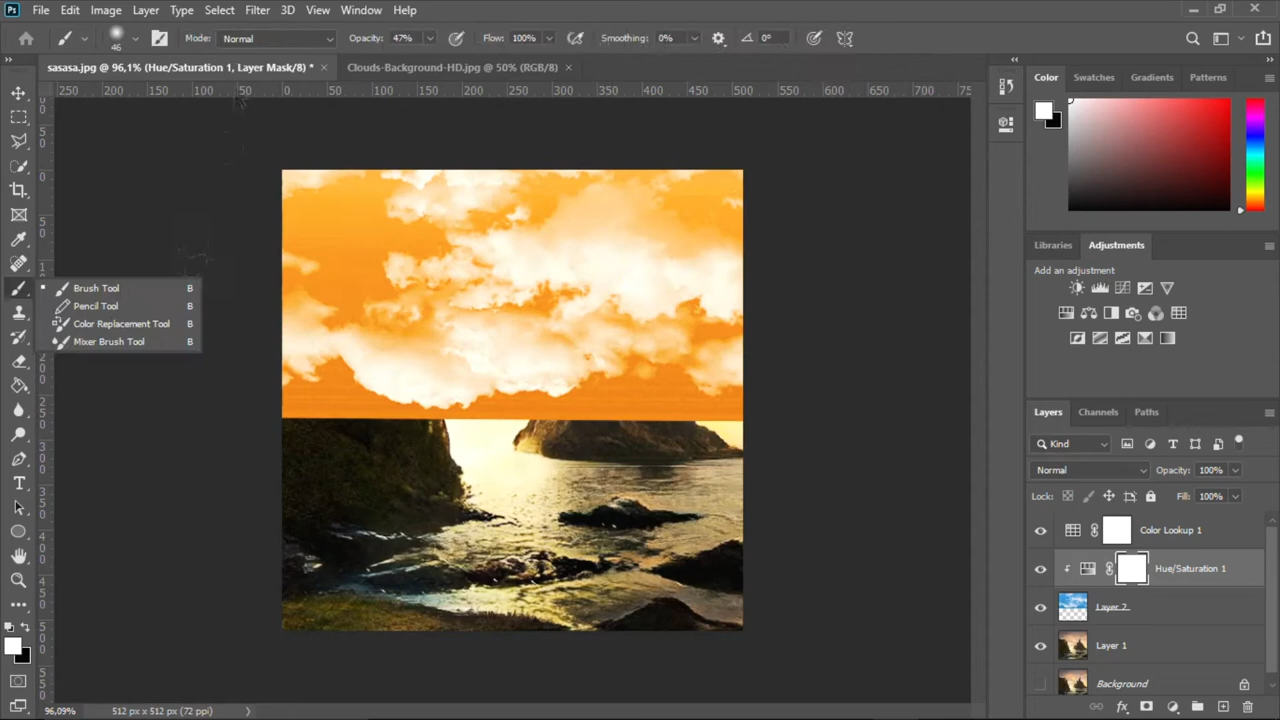 Ps File Edit Image Layer Type Select Filter 3D View Window Help
46 Mode: Normal Opacity: 47% Flow: 100% Smoothing: 0% 0°
sasasa.jpg @ 96,1% (Hue/Saturation 1, Layer Mask/8) * × Clouds-Background-HD.jpg @ 50% (RGB/8) ×
250 200 150 100 50 0 50 100 150 200 250 300 350 400 450 500 550 600 650 700 75
Brush Tool B
Pencil Tool B
Color Replacement Tool B
Mixer Brush Tool B
Color Swatches Gradients Patterns
Libraries Adjustments
Add an adjustment
Layers Channels Paths
Kind
Normal Opacity: 100%
Lock: Fill: 100%
Color Lookup 1
Hue/Saturation 1
Layer 2
Layer 1
Background
96,09% 512 px x 512 px (72 ppi)